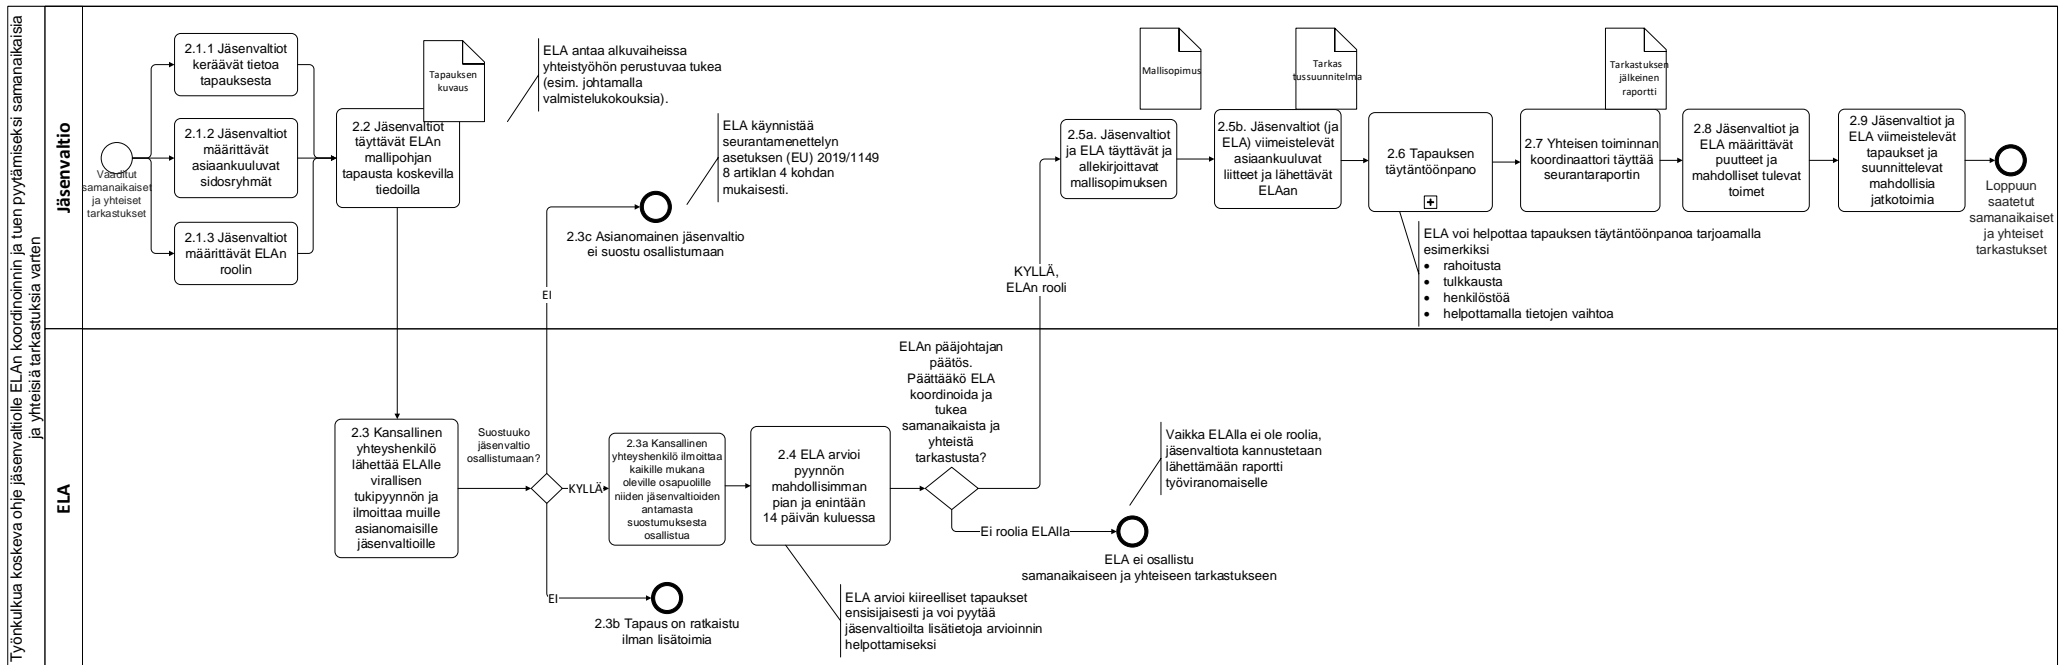 Työnkulkua koskeva ohje jäsenvaltiolle ELAn koordinoinnin ja tuen pyytämiseksi samanaikaisia
ja yhteisiä tarkastuksia varten
Jäsenvaltio
Vaaditut
samanaikaiset
ja yhteiset
tarkastukset
2.1.1 Jäsenvaltiot
keräävät tietoa
tapauksesta
2.1.2 Jäsenvaltiot
määrittävät
asiaankuuluvat
sidosryhmät
2.1.3 Jäsenvaltiot
määrittävät ELAn
roolin
2.2 Jäsenvaltiot
täyttävät ELAn
mallipohjan
tapausta koskevilla
tiedoilla
Tapauksen
kuvaus
ELA antaa alkuvaiheissa
yhteistyöhön perustuvaa tukea
(esim. johtamalla
valmistelukokouksia).
ELA käynnistää
seurantamenettelyn
asetuksen (EU) 2019/1149
8 artiklan 4 kohdan
mukaisesti.
2.3c Asianomainen jäsenvaltio
ei suostu osallistumaan
EI
KYLLÄ,
ELAn rooli
Mallisopimus
2.5a. Jäsenvaltiot
ja ELA täyttävät ja
allekirjoittavat
mallisopimuksen
Tarkas
tussuunnitelma
2.5b. Jäsenvaltiot (ja
ELA) viimeistelevät
asiaankuuluvat
liitteet ja lähettävät
ELAan
2.6 Tapauksen
täytäntöönpano
ELA voi helpottaa tapauksen täytäntöönpanoa tarjoamalla
esimerkiksi
• rahoitusta
• tulkkausta
• henkilöstöä
• helpottamalla tietojen vaihtoa
Tarkastuksen
jälkeinen
raportti
2.7 Yhteisen toiminnan
koordinaattori täyttää
seurantaraportin
2.8 Jäsenvaltiot ja
ELA määrittävät
puutteet ja
mahdolliset tulevat
toimet
2.9 Jäsenvaltiot ja
ELA viimeistelevät
tapaukset ja
suunnittelevat
mahdollisia
jatkotoimia
Loppuun
saatetut
samanaikaiset
ja yhteiset
tarkastukset
ELA
2.3 Kansallinen
yhteyshenkilö
lähettää ELAlle
virallisen
tukipyynnön ja
ilmoittaa muille
asianomaisille
jäsenvaltioille
Suostuuko
jäsenvaltio
osallistumaan?
KYLLÄ
EI
2.3b Tapaus on ratkaistu
ilman lisätoimia
2.3a Kansallinen
yhteyshenkilö ilmoittaa
kaikille mukana
oleville osapuolille
niiden jäsenvaltioiden
antamasta
suostumuksesta
osallistua
2.4 ELA arvioi
pyynnön
mahdollisimman
pian ja enintään
14 päivän kuluessa
ELA arvioi kiireelliset tapaukset
ensisijaisesti ja voi pyytää
jäsenvaltioilta lisätietoja arvioinnin
helpottamiseksi
ELAn pääjohtajan
päätös.
Päättääkö ELA
koordinoida ja
tukea
samanaikaista ja
yhteistä
tarkastusta?
Ei roolia ELAlla
ELA ei osallistu
samanaikaiseen ja yhteiseen tarkastukseen
Vaikka ELAlla ei ole roolia,
jäsenvaltiota kannustetaan
lähettämään raportti
työviranomaiselle